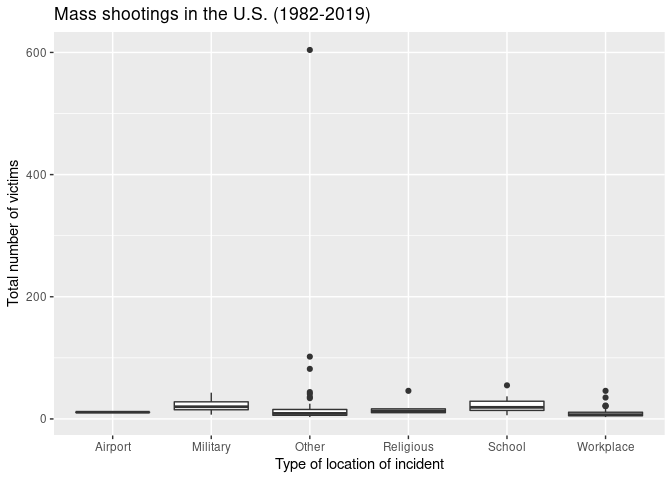 Mass shootings in the U.S. (1982-2019)
600
400
200
0
Total number of victims
Airport Military Other Religious School Workplace
Type of location of incident